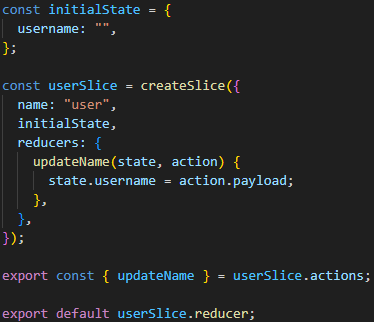 const initialState = {
  username: "",
};

const userSlice = createSlice({
  name: "user",
  initialState,
  reducers: {
    updateName(state, action) {
      state.username = action.payload;
    },
  },
});

export const { updateName } = userSlice.actions;

export default userSlice.reducer;